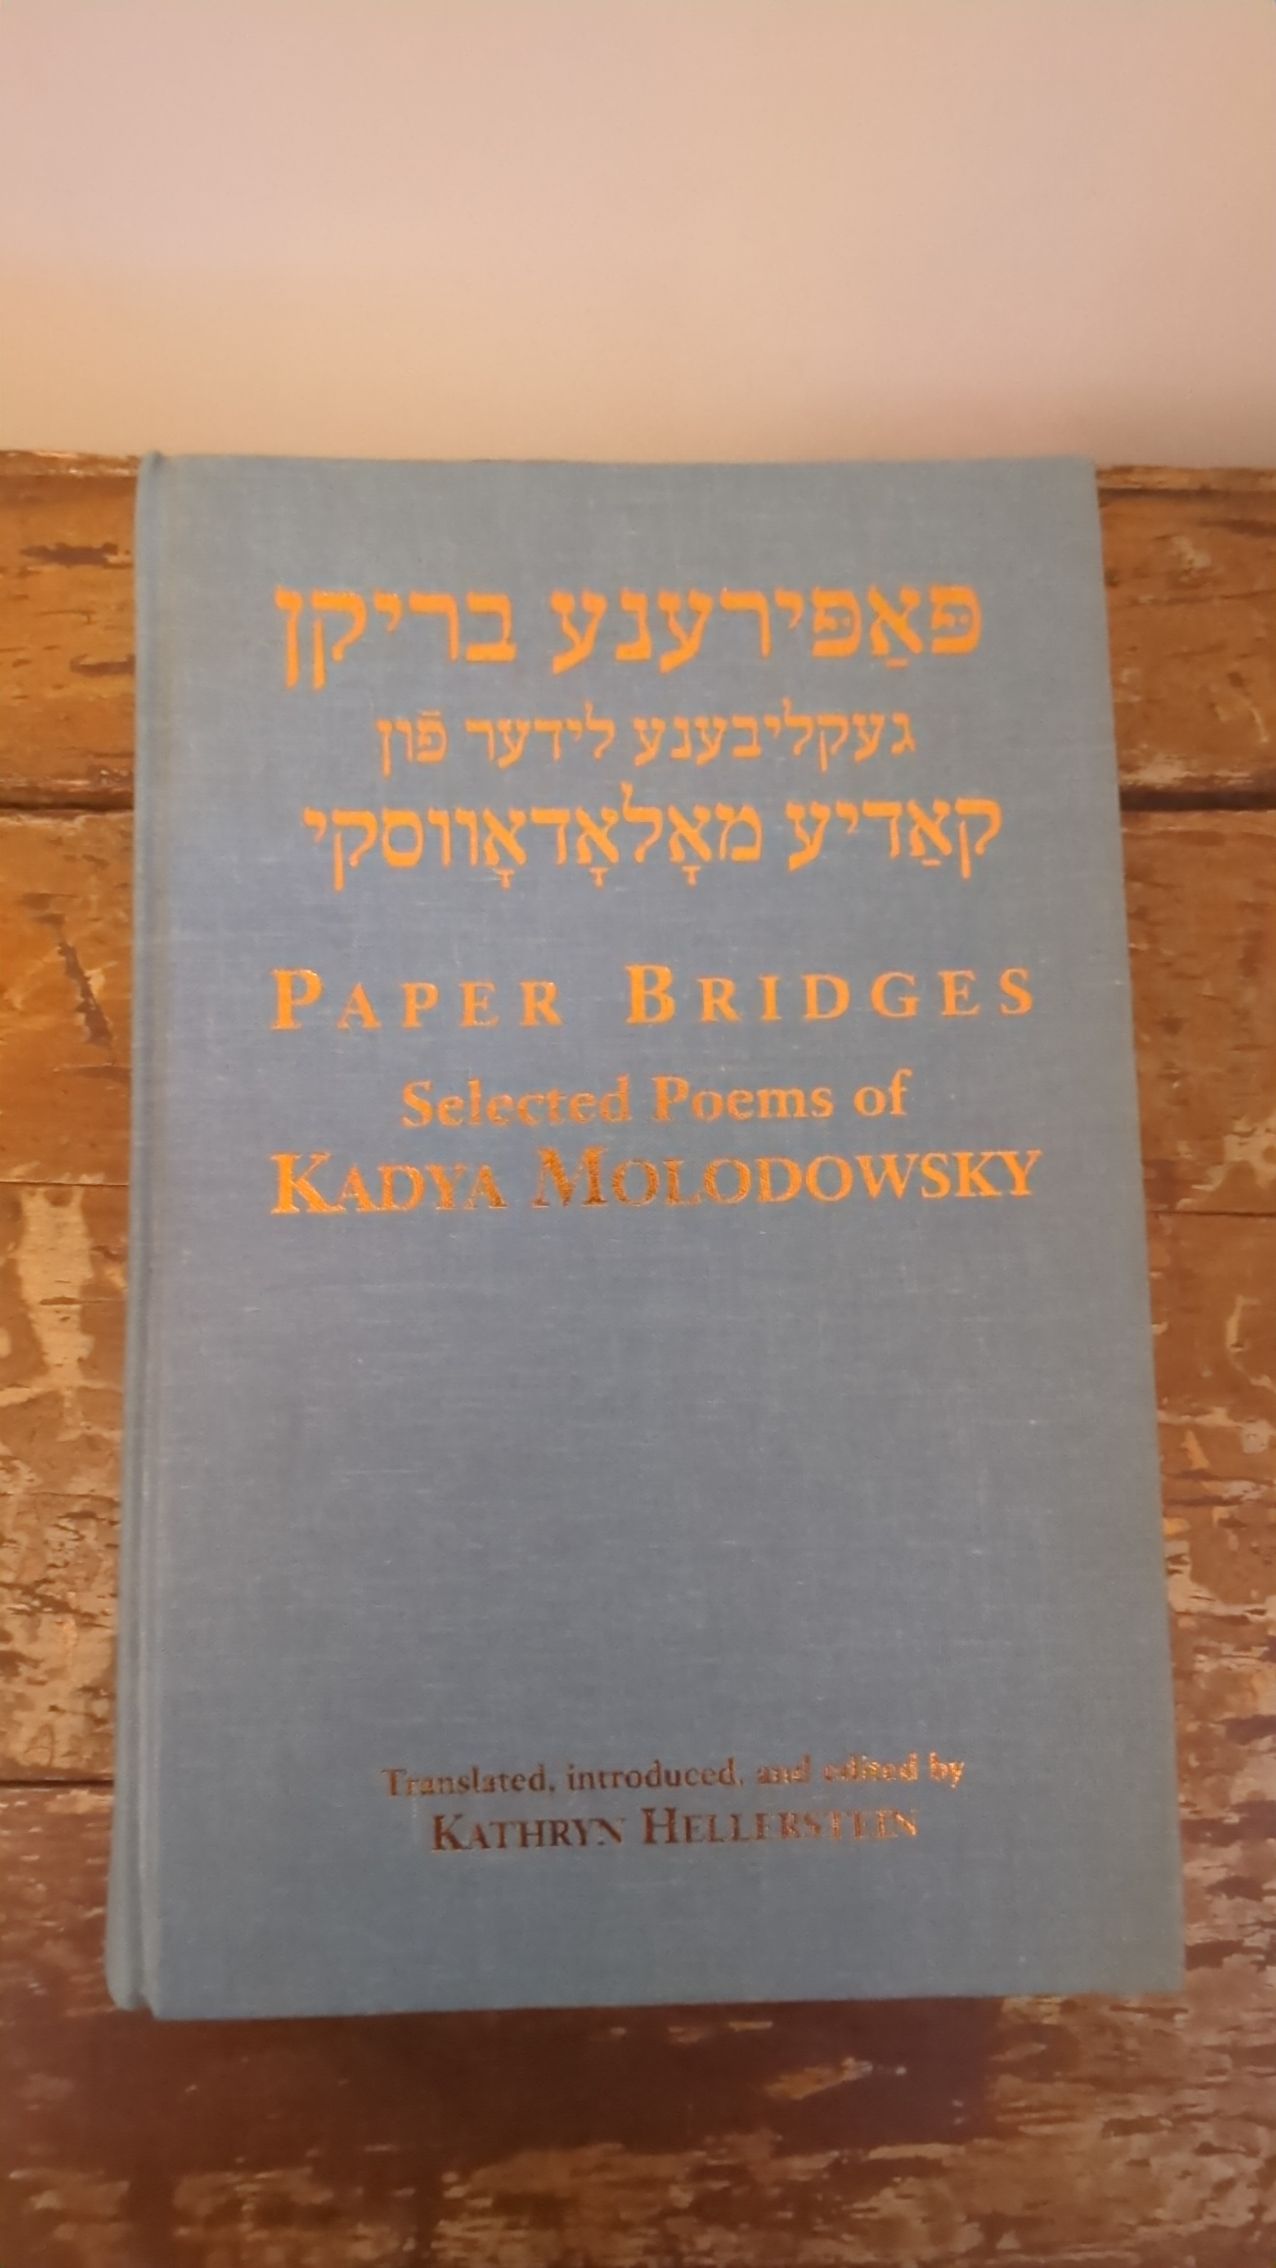 פּאַפּירענע בריקן
געקליבענע לידער פֿון
קאַדיע מאָלאָדאָווסקי
PAPER BRIDGES
Selected Poems of
KADYA MOLODOWSKY
Translated, introduced, and edited by
KATHRYN HELLERSTEIN